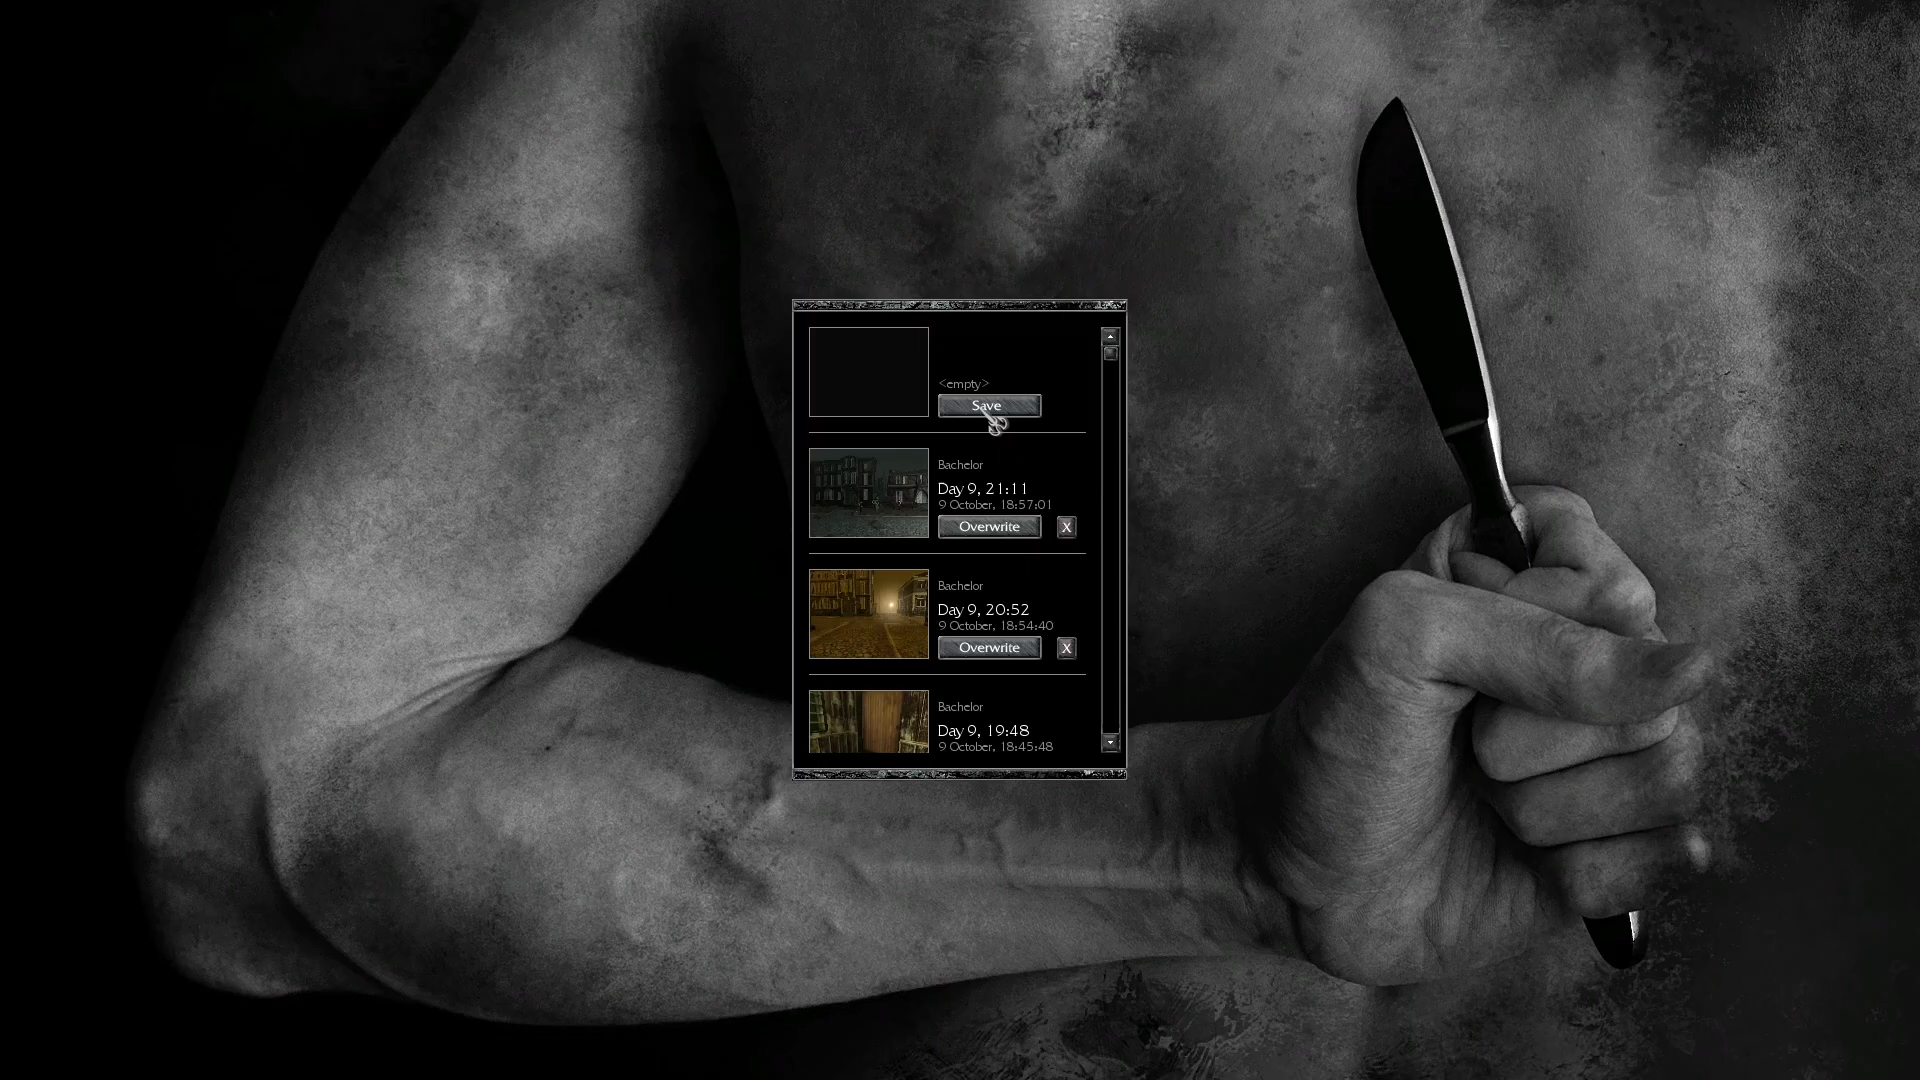 <empty>
Save
Bachelor
Day 9, 21:11
9 October, 18:57:01
Overwrite
X
Bachelor
Day 9, 20:52
9 October, 18:54:40
Overwrite
X
Bachelor
Day 9, 19:48
9 October, 18:45:48